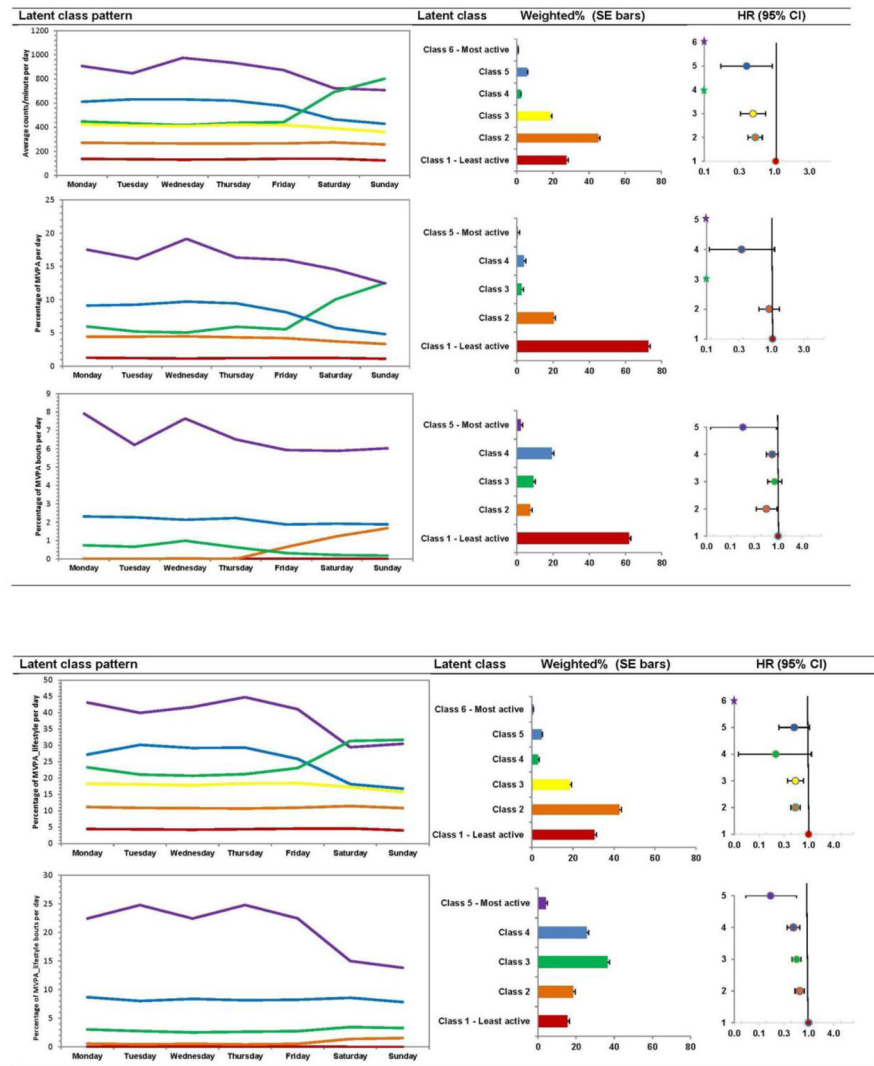 Latent class pattern Latent class Weighted% (SE bars) HR (95% CI)
Average counts/minute per day
1200
1000
800
600
400
200
0
Monday Tuesday Wednesday Thursday Friday Saturday Sunday
Class 6 - Most active
Class 5
Class 4
Class 3
Class 2
Class 1 - Least active
0 20 40 60 80
6
5
4
3
2
1
0.1 0.3 1.0 3.0
Percentage of MVPA per day
25
20
15
10
5
0
Monday Tuesday Wednesday Thursday Friday Saturday Sunday
Class 5 - Most active
Class 4
Class 3
Class 2
Class 1 - Least active
0 20 40 60 80
5
4
3
2
1
0.1 0.3 1.0 3.0
Percentage of MVPA bouts per day
9
8
7
6
5
4
3
2
1
0
Monday Tuesday Wednesday Thursday Friday Saturday Sunday
Class 5 - Most active
Class 4
Class 3
Class 2
Class 1 - Least active
0 20 40 60 80
5
4
3
2
1
0.0 0.3 1.0 4.0
Latent class pattern Latent class Weighted% (SE bars) HR (95% CI)
Percentage of MVPA_lifestyle per day
50
45
40
35
30
25
20
15
10
5
0
Monday Tuesday Wednesday Thursday Friday Saturday Sunday
Class 6 - Most active
Class 5
Class 4
Class 3
Class 2
Class 1 - Least active
0 20 40 60 80
6
5
4
3
2
1
0.0 0.3 1.0 4.0
Percentage of MVPA_lifestyle bouts per day
30
25
20
15
10
5
0
Monday Tuesday Wednesday Thursday Friday Saturday Sunday
Class 5 - Most active
Class 4
Class 3
Class 2
Class 1 - Least active
0 20 40 60 80
5
4
3
2
1
0.0 0.3 1.0 4.0